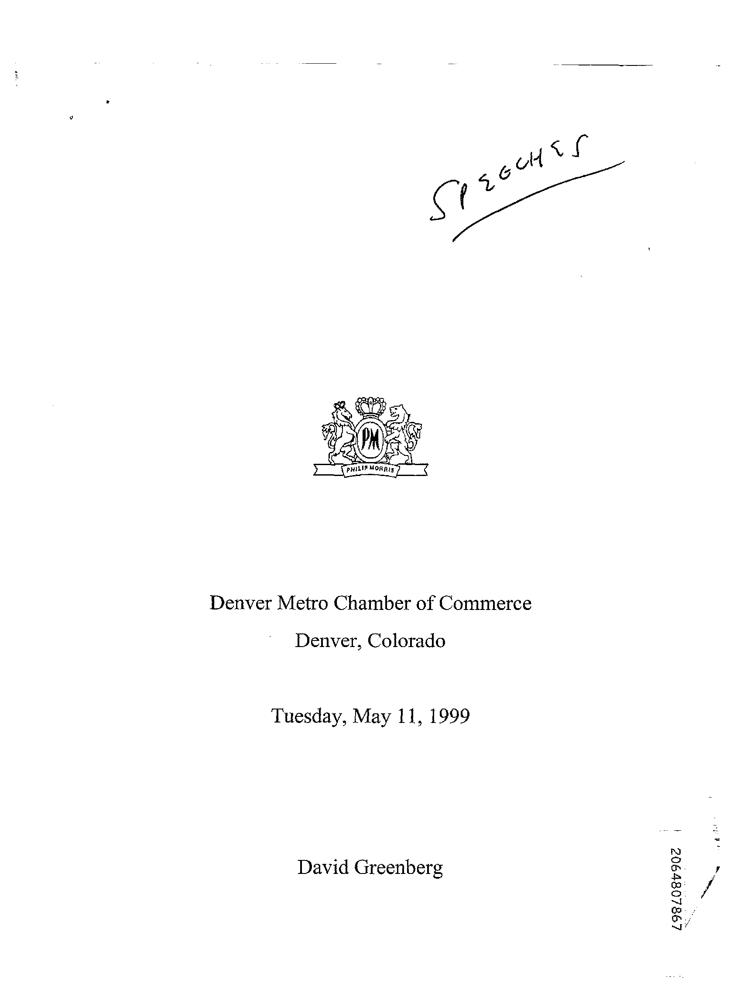 SPEECHES
PM
PHILIP MORRIS
Denver Metro Chamber of Commerce
Denver, Colorado
Tuesday, May 11, 1999
David Greenberg
2064807867